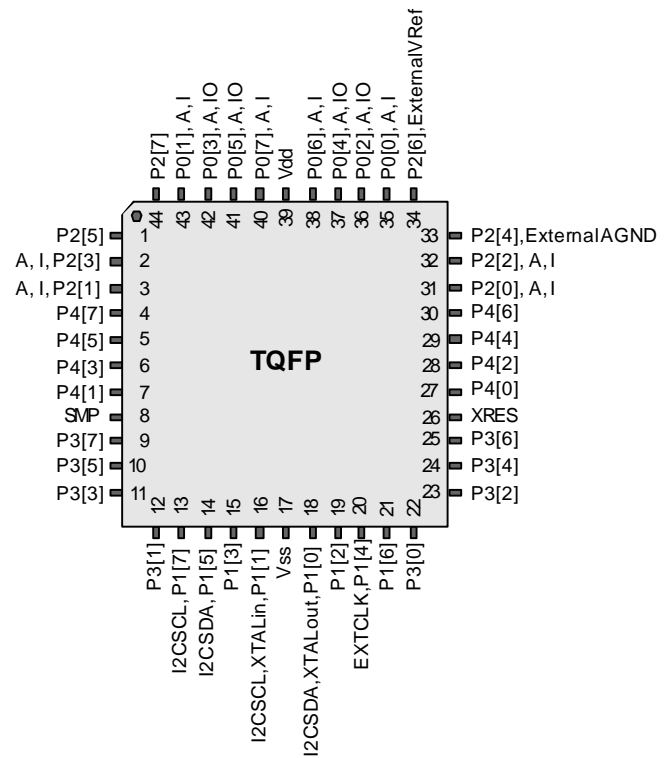 P2[7]
P0[1], A, I
P0[3], A, IO
P0[5], A, IO
P0[7], A, I
Vdd
P0[6], A, I
P0[4], A, IO
P0[2], A, IO
P0[0], A, I
P2[6], ExternalVRef
44
43
42
41
40
39
38
37
36
35
34
P2[5] 1
A, I, P2[3] 2
A, I, P2[1] 3
P4[7] 4
P4[5] 5
P4[3] 6
P4[1] 7
SMP 8
P3[7] 9
P3[5] 10
P3[3] 11
TQFP
33 P2[4], ExternalAGND
32 P2[2], A, I
31 P2[0], A, I
30 P4[6]
29 P4[4]
28 P4[2]
27 P4[0]
26 XRES
25 P3[6]
24 P3[4]
23 P3[2]
12
13
14
15
16
17
18
19
20
21
22
P3[1]
I2CSCL, P1[7]
I2CSDA, P1[5]
P1[3]
I2CSCL, XTALin, P1[1]
Vss
I2CSDA, XTALout, P1[0]
P1[2]
EXTCLK, P1[4]
P1[6]
P3[0]